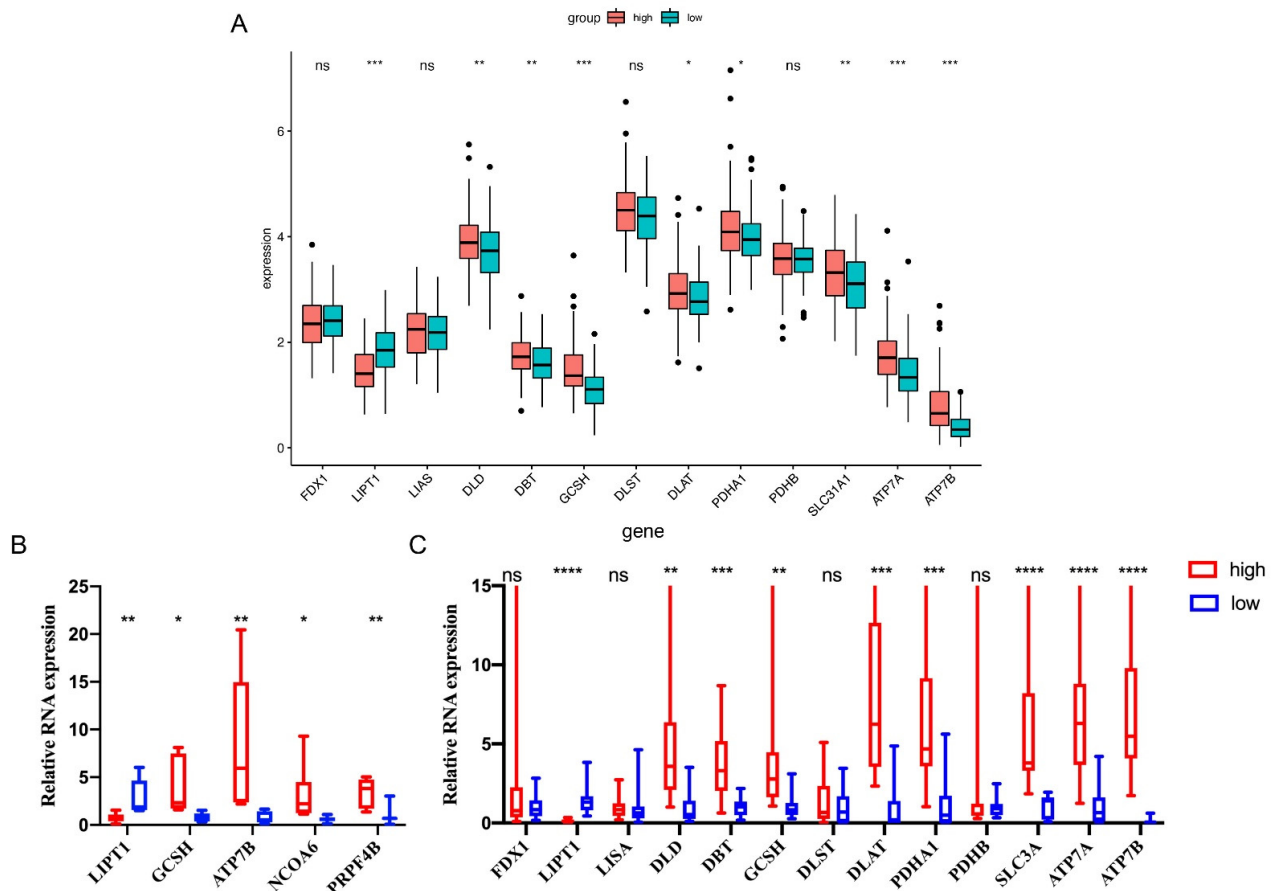 A
group high low
ns *** ns ** ** *** ns * * ns ** *** ***
expression
6
4
2
0
FDX1 LIPT1 LIAS DLD DBT GCSH DLST DLAT PDHA1 PDHB SLC31A1 ATP7A ATP7B
gene
B
Relative RNA expression
25
20
15
10
5
0
** * ** * **
LIPT1 GCSH ATP7B NCOA6 PRPF4B
C
Relative RNA expression
15
10
5
0
ns **** ns ** *** ** ns *** *** ns **** **** ****
FDX1 LIPT1 LISA DLD DBT GCSH DLST DLAT PDHA1 PDHB SLC3A ATP7A ATP7B
high
low